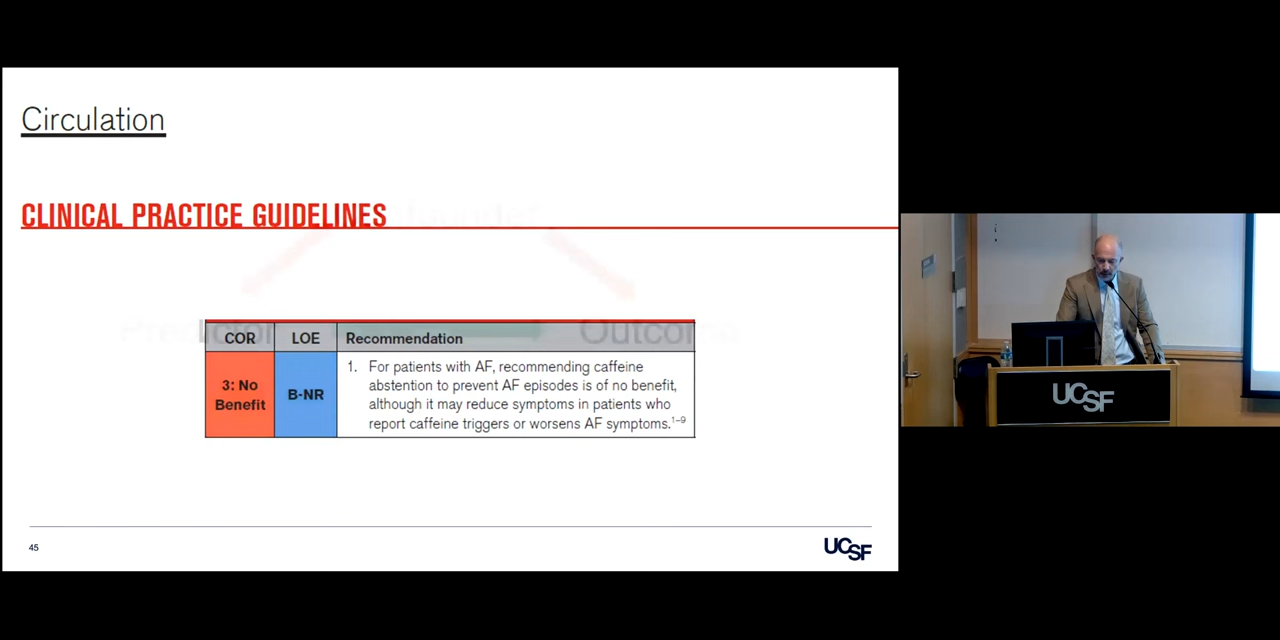 Circulation
CLINICAL PRACTICE GUIDELINES
Predictor
Outcome
COR
LOE
Recommendation
3: No
Benefit
B-NR
1. For patients with AF, recommending caffeine
abstention to prevent AF episodes is of no benefit,
although it may reduce symptoms in patients who
report caffeine triggers or worsens AF symptoms.1–9
45
UCSF
UCSF